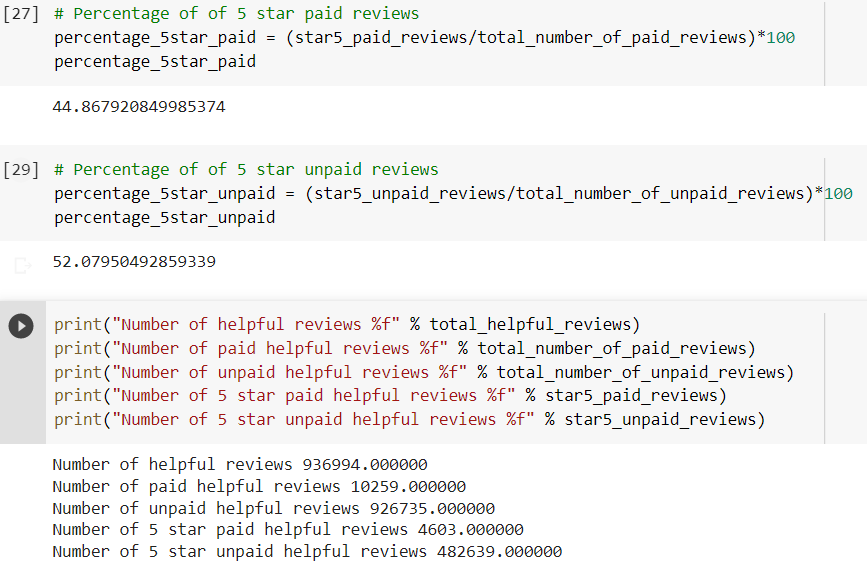 [27] # Percentage of of 5 star paid reviews
percentage_5star_paid = (star5_paid_reviews/total_number_of_paid_reviews)*100
percentage_5star_paid
44.867920849985374
[29] # Percentage of of 5 star unpaid reviews
percentage_5star_unpaid = (star5_unpaid_reviews/total_number_of_unpaid_reviews)*100
percentage_5star_unpaid
52.07950492859339
print("Number of helpful reviews %f" % total_helpful_reviews)
print("Number of paid helpful reviews %f" % total_number_of_paid_reviews)
print("Number of unpaid helpful reviews %f" % total_number_of_unpaid_reviews)
print("Number of 5 star paid helpful reviews %f" % star5_paid_reviews)
print("Number of 5 star unpaid helpful reviews %f" % star5_unpaid_reviews)
Number of helpful reviews 936994.000000
Number of paid helpful reviews 10259.000000
Number of unpaid helpful reviews 926735.000000
Number of 5 star paid helpful reviews 4603.000000
Number of 5 star unpaid helpful reviews 482639.000000